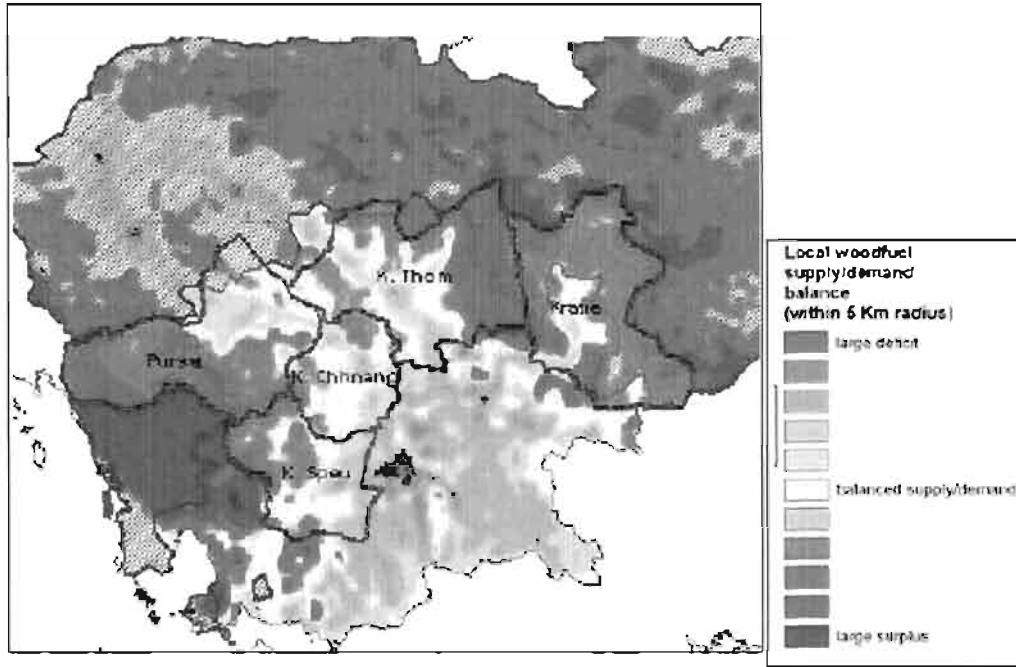 K. Thom
Kratie
Pursat
K. Chhnang
K. Speu
Local woodfuel
supply/demand
balance
(within 5 Km radius)
large deficit
balanced supply/demand
large surplus